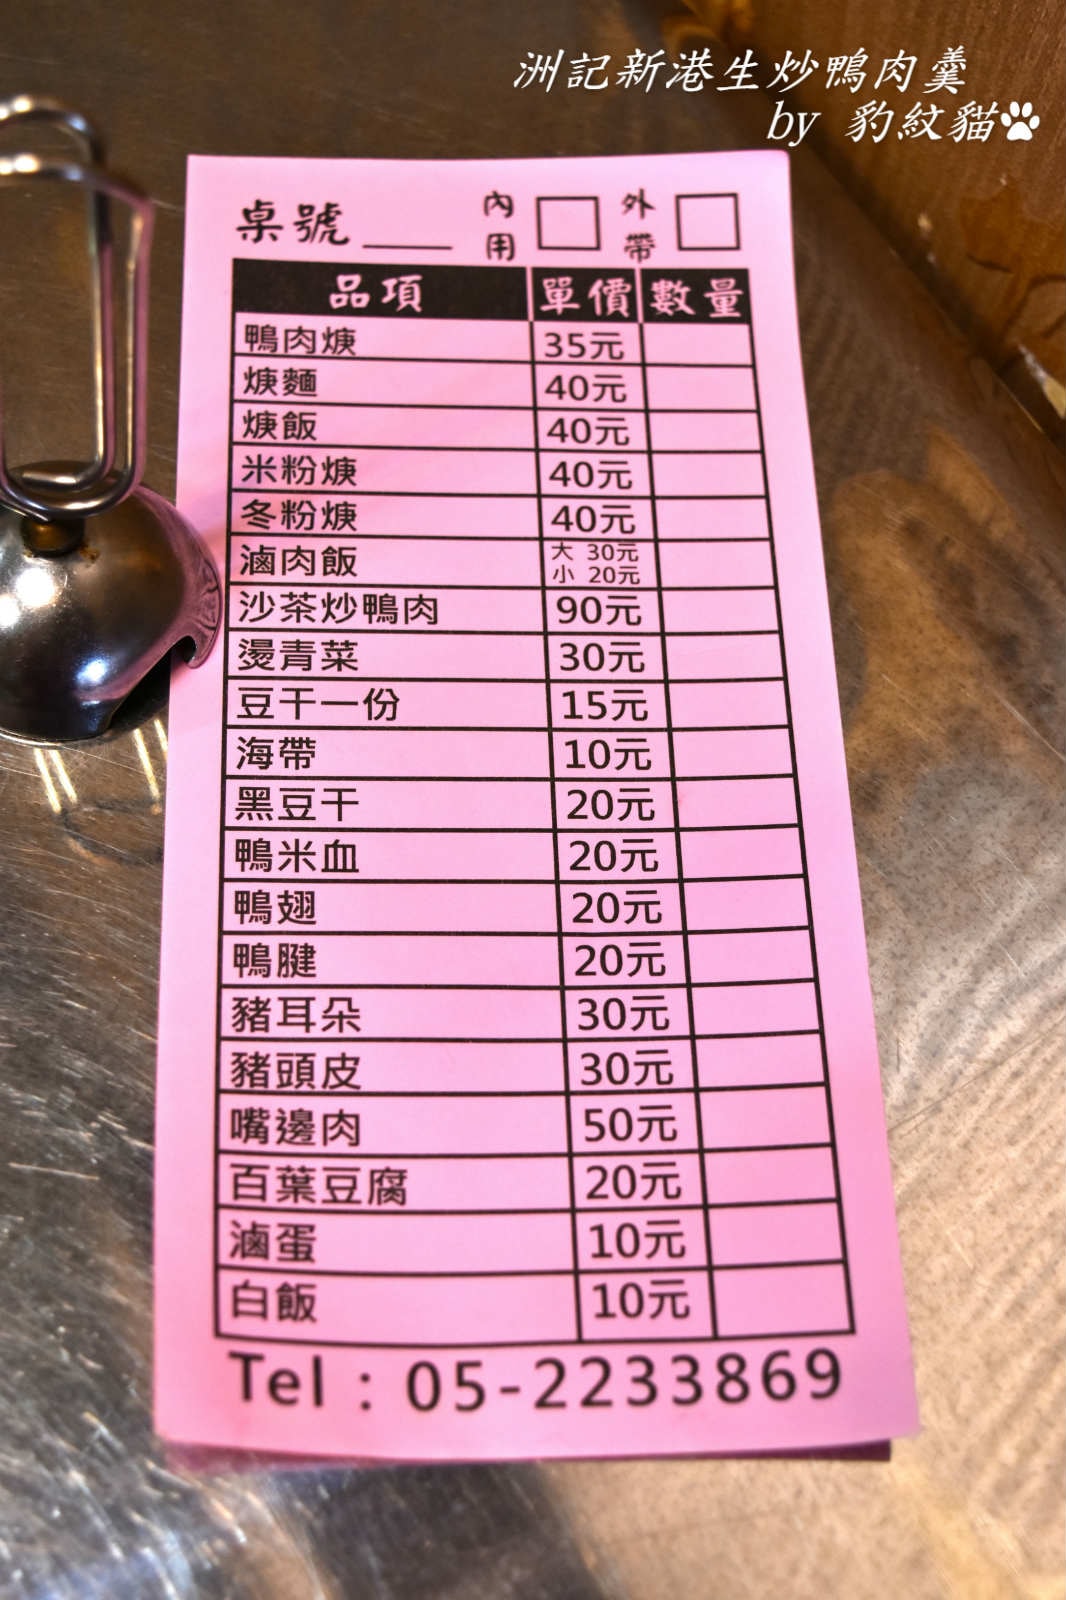 洲記新港生炒鴨肉羹
by 豹紋貓
桌號____ 內用 □ 外帶 □
品項 單價 數量
鴨肉焿 35元
焿麵 40元
焿飯 40元
米粉焿 40元
冬粉焿 40元
滷肉飯 大 30元
小 20元
沙茶炒鴨肉 90元
燙青菜 30元
豆干一份 15元
海帶 10元
黑豆干 20元
鴨米血 20元
鴨翅 20元
鴨腱 20元
豬耳朵 30元
豬頭皮 30元
嘴邊肉 50元
百葉豆腐 20元
滷蛋 10元
白飯 10元
Tel：05-2233869